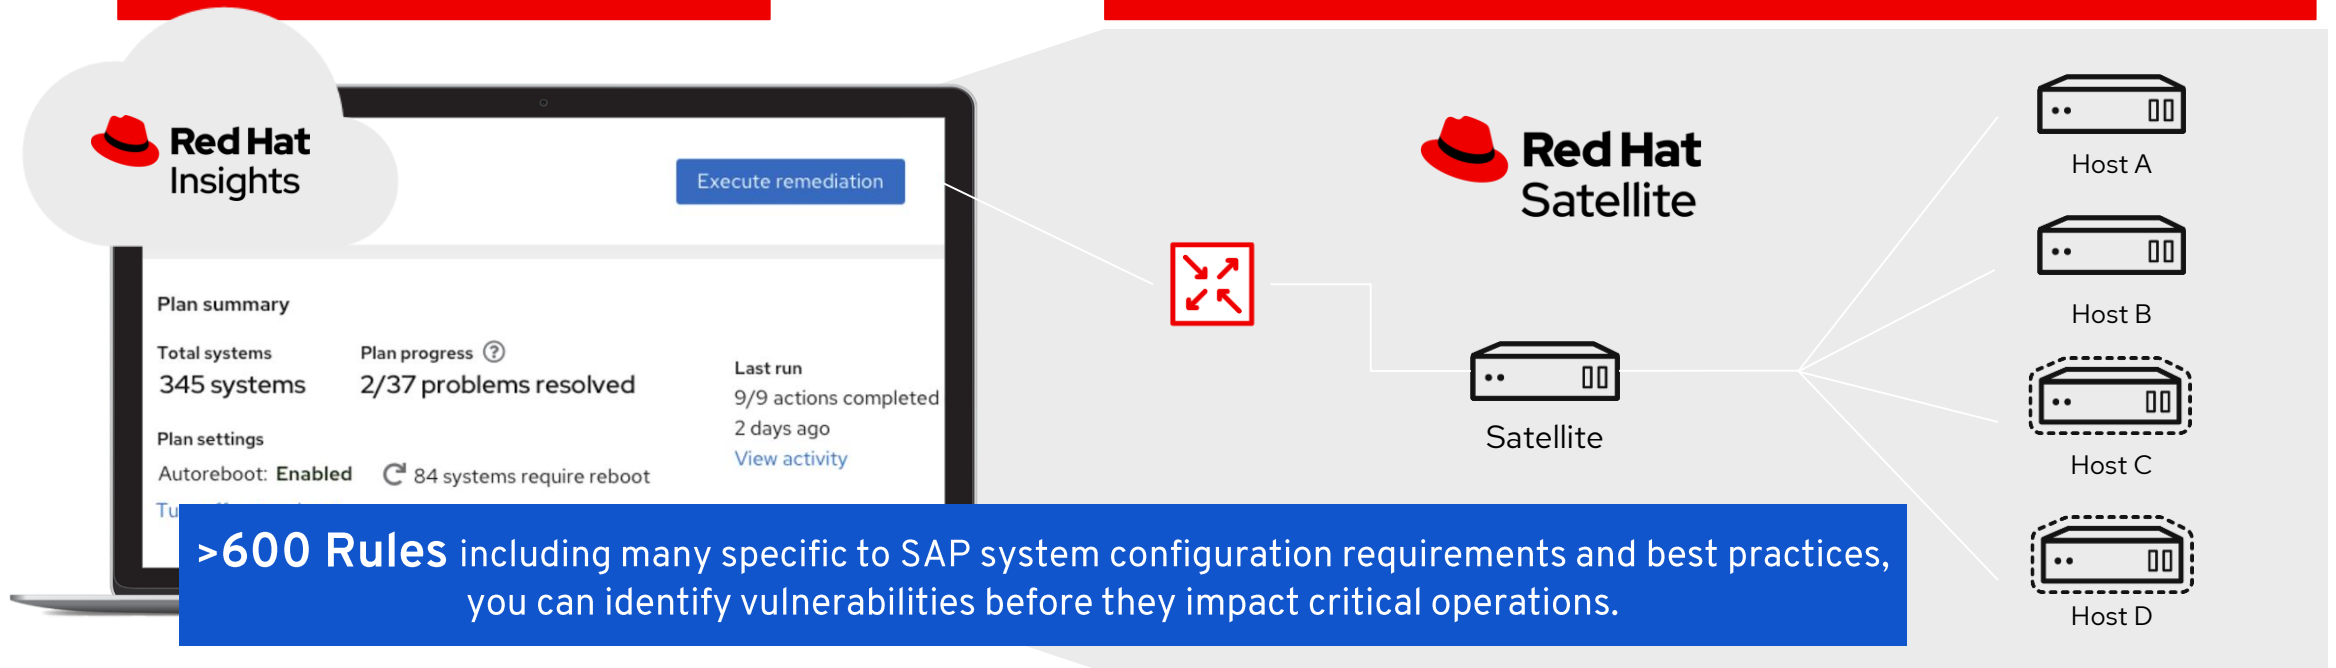 Red Hat
Insights
Execute remediation
Plan summary
Total systems
345 systems
Plan progress ?
2/37 problems resolved
Last run
9/9 actions completed
2 days ago
View activity
Plan settings
Autoreboot: Enabled
84 systems require reboot
>600 Rules including many specific to SAP system configuration requirements and best practices,
you can identify vulnerabilities before they impact critical operations.
Red Hat
Satellite
Satellite
Host A
Host B
Host C
Host D